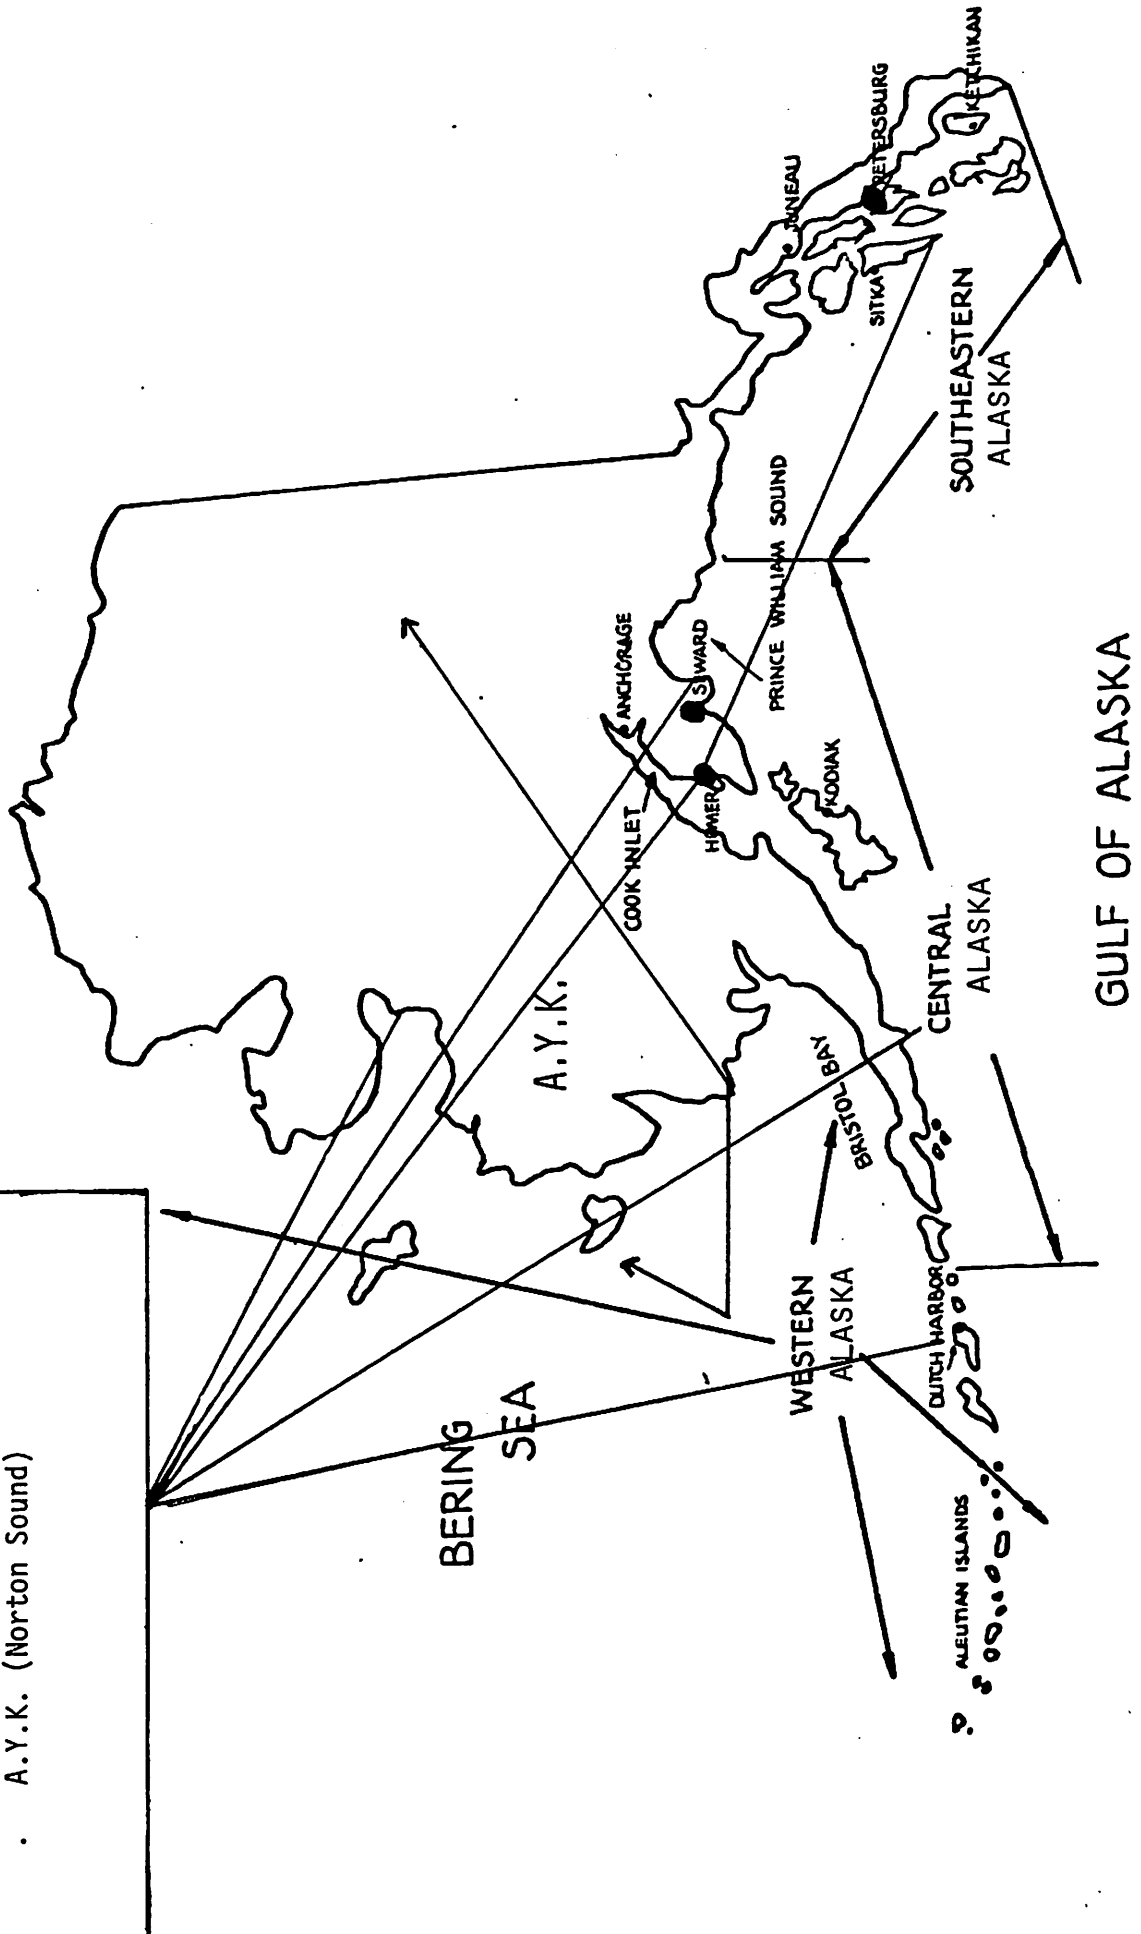 . A.Y.K. (Norton Sound)
BERING
SEA
A.Y.K.
COOK INLET
ANCHORAGE
SEWARD
HOMER
PRINCE WILLIAM SOUND
KODIAK
JUNEAU
PETERSBURG
SITKA
KETCHIKAN
WESTERN
ALASKA
BRISTOL BAY
DUTCH HARBOR
ALEUTIAN ISLANDS
CENTRAL
ALASKA
SOUTHEASTERN
ALASKA
GULF OF ALASKA